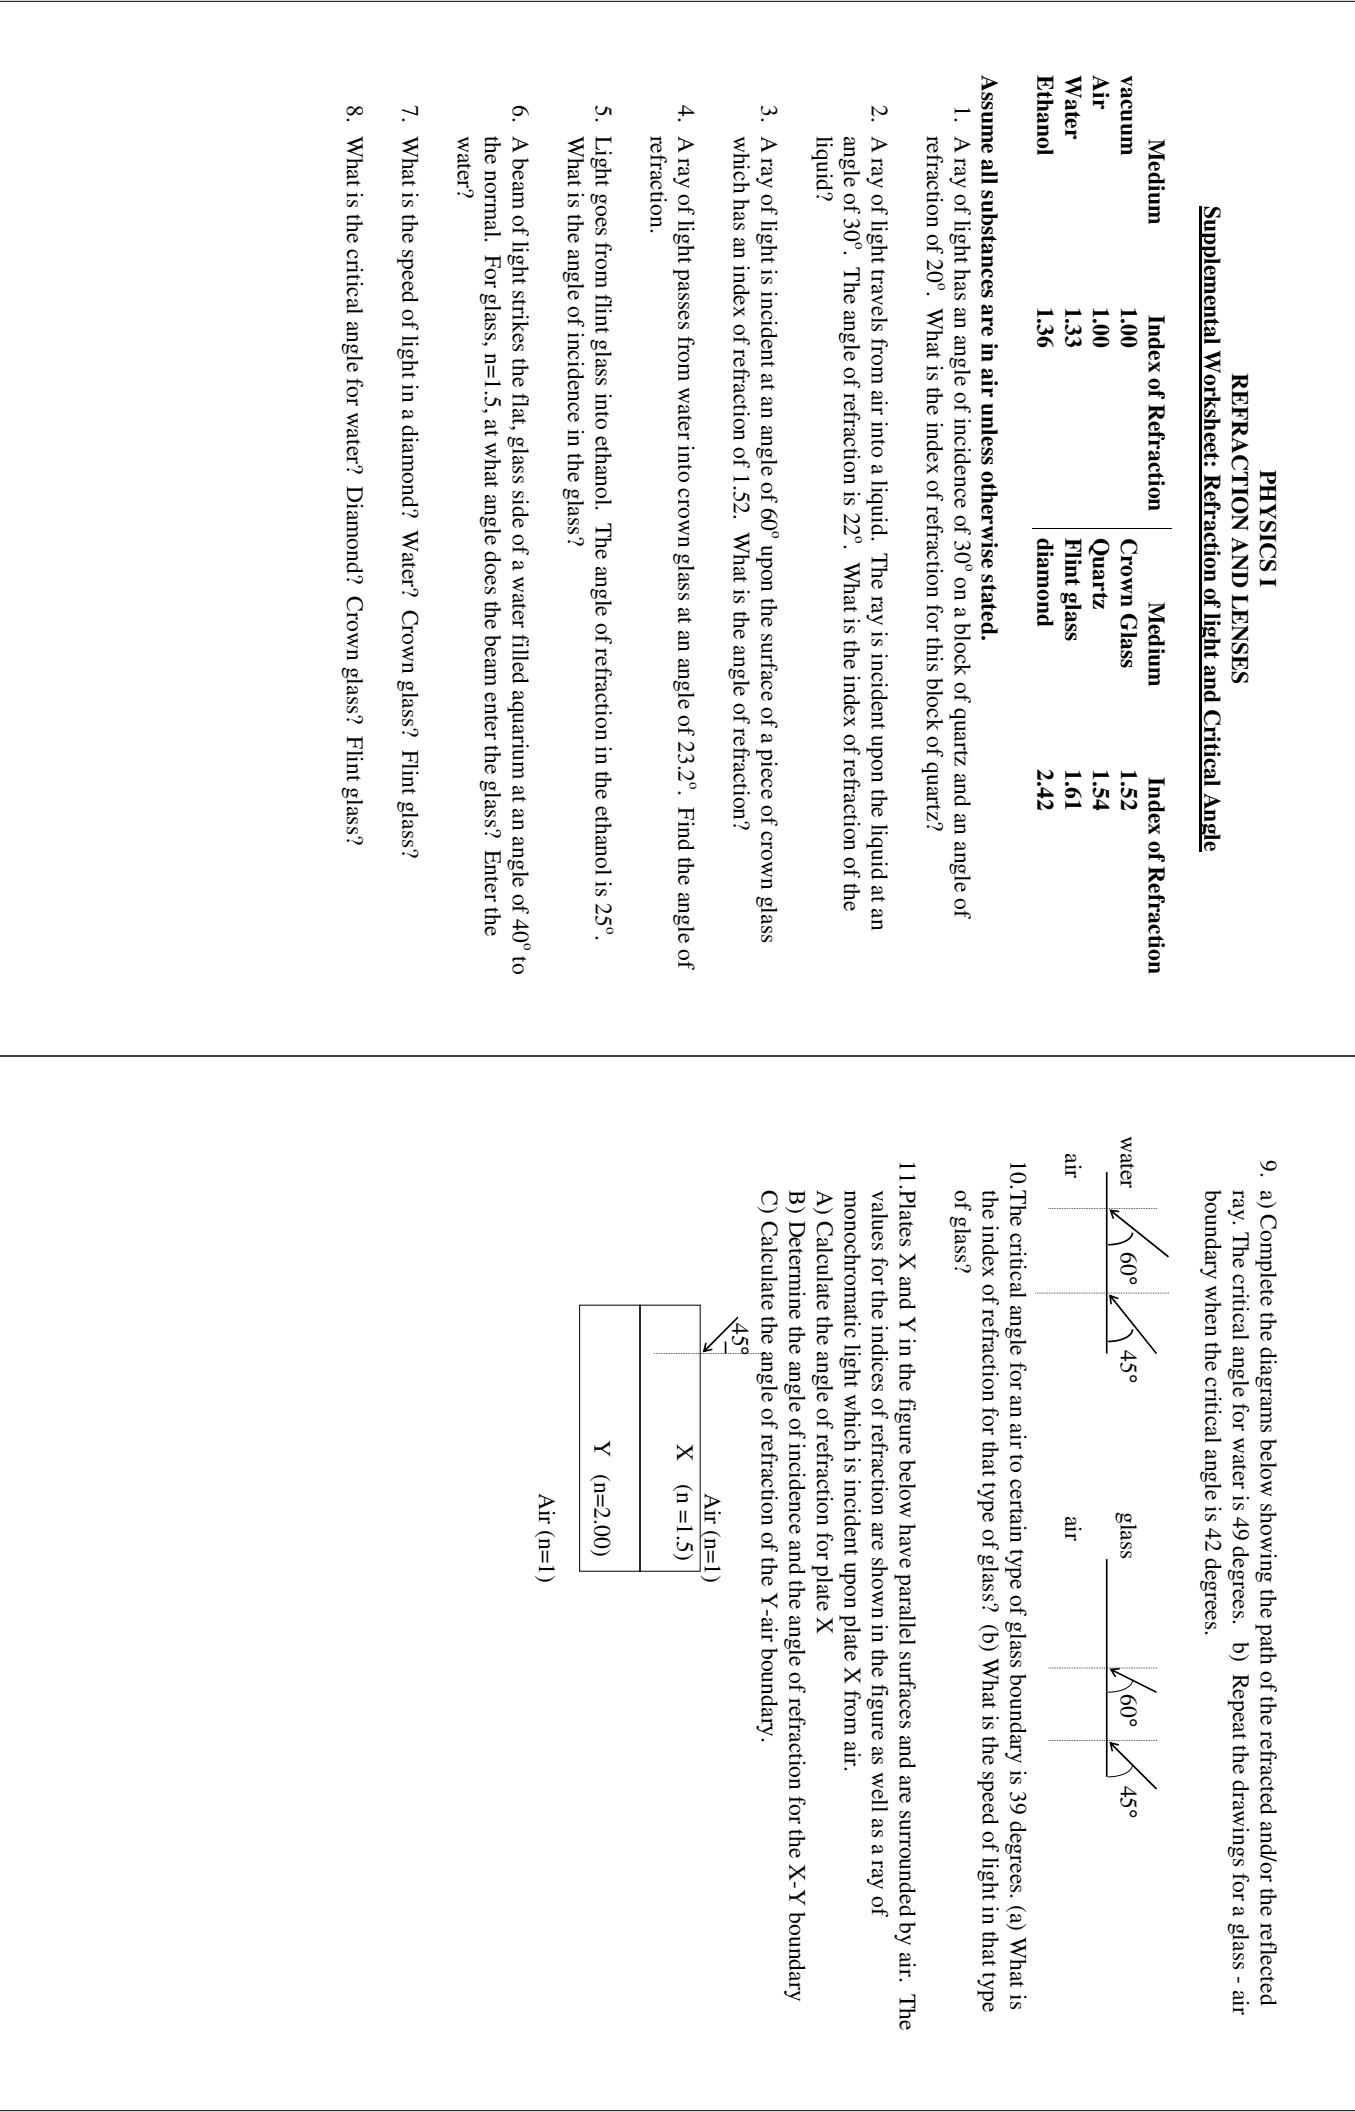 PHYSICS I
REFRACTION AND LENSES
Supplemental Worksheet: Refraction of light and Critical Angle
Medium Index of Refraction Medium Index of Refraction
vacuum 1.00 Crown Glass 1.52
Air 1.00 Quartz 1.54
Water 1.33 Flint glass 1.61
Ethanol 1.36 diamond 2.42
Assume all substances are in air unless otherwise stated.
1. A ray of light has an angle of incidence of 30° on a block of quartz and an angle of
refraction of 20°. What is the index of refraction for this block of quartz?
2. A ray of light travels from air into a liquid. The ray is incident upon the liquid at an
angle of 30°. The angle of refraction is 22°. What is the index of refraction of the
liquid?
3. A ray of light is incident at an angle of 60° upon the surface of a piece of crown glass
which has an index of refraction of 1.52. What is the angle of refraction?
4. A ray of light passes from water into crown glass at an angle of 23.2°. Find the angle of
refraction.
5. Light goes from flint glass into ethanol. The angle of refraction in the ethanol is 25°.
What is the angle of incidence in the glass?
6. A beam of light strikes the flat, glass side of a water filled aquarium at an angle of 40° to
the normal. For glass, n=1.5, at what angle does the beam enter the glass? Enter the
water?
7. What is the speed of light in a diamond? Water? Crown glass? Flint glass?
8. What is the critical angle for water? Diamond? Crown glass? Flint glass?
9. a) Complete the diagrams below showing the path of the refracted and/or the reflected
ray. The critical angle for water is 49 degrees. b) Repeat the drawings for a glass - air
boundary when the critical angle is 42 degrees.
water 60° 45° glass 60° 45°
air air
10.The critical angle for an air to certain type of glass boundary is 39 degrees. (a) What is
the index of refraction for that type of glass? (b) What is the speed of light in that type
of glass?
11.Plates X and Y in the figure below have parallel surfaces and are surrounded by air. The
values for the indices of refraction are shown in the figure as well as a ray of
monochromatic light which is incident upon plate X from air.
A) Calculate the angle of refraction for plate X
B) Determine the angle of incidence and the angle of refraction for the X-Y boundary
C) Calculate the angle of refraction of the Y-air boundary.
45°
Air (n=1)
X (n =1.5)
Y (n=2.00)
Air (n=1)